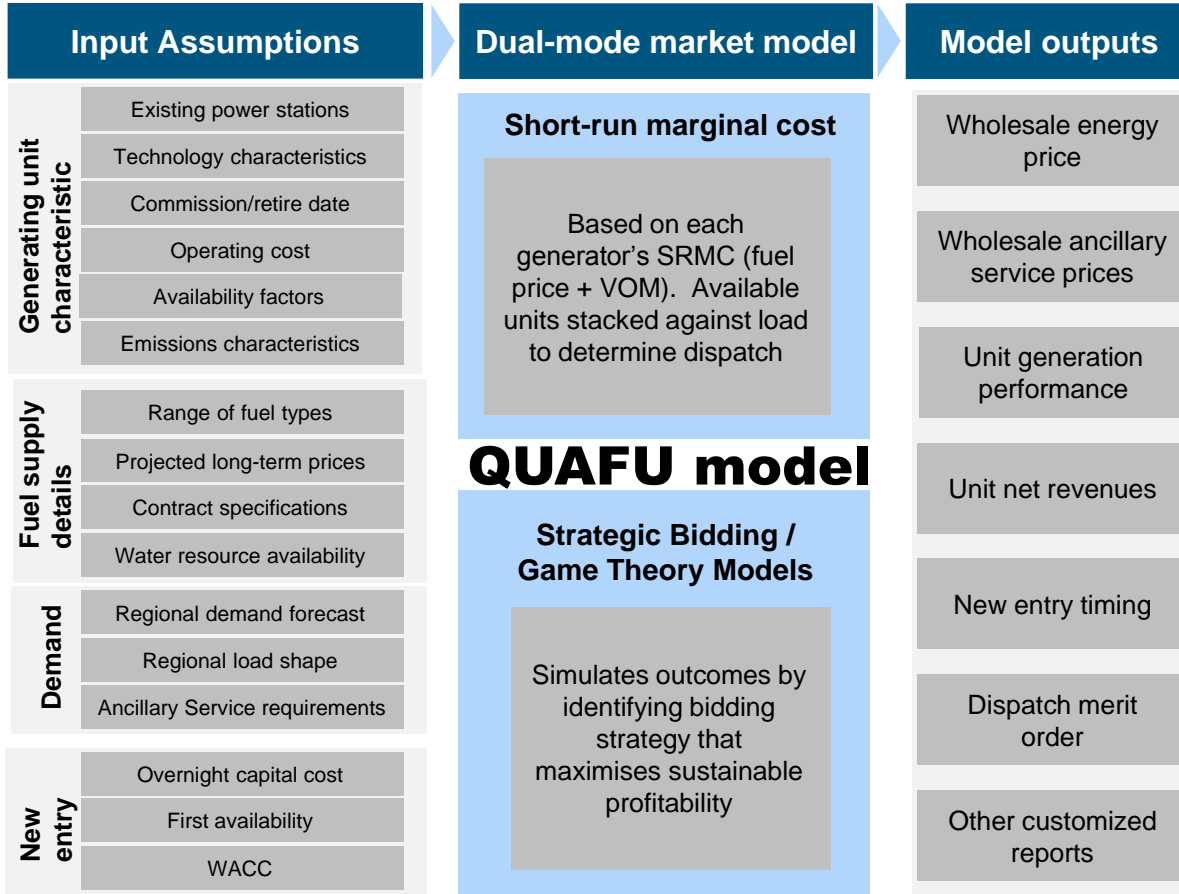 Input Assumptions
Dual-mode market model
Model outputs
Generating unit
characteristic
Existing power stations
Technology characteristics
Commission/retire date
Operating cost
Availability factors
Emissions characteristics
Fuel supply
details
Range of fuel types
Projected long-term prices
Contract specifications
Water resource availability
Demand
Regional demand forecast
Regional load shape
Ancillary Service requirements
New
entry
Overnight capital cost
First availability
WACC
Short-run marginal cost
Based on each
generator’s SRMC (fuel
price + VOM).  Available
units stacked against load
to determine dispatch
QUAFU model
Strategic Bidding /
Game Theory Models
Simulates outcomes by
identifying bidding
strategy that
maximises sustainable
profitability
Wholesale energy
price
Wholesale ancillary
service prices
Unit generation
performance
Unit net revenues
New entry timing
Dispatch merit
order
Other customized
reports